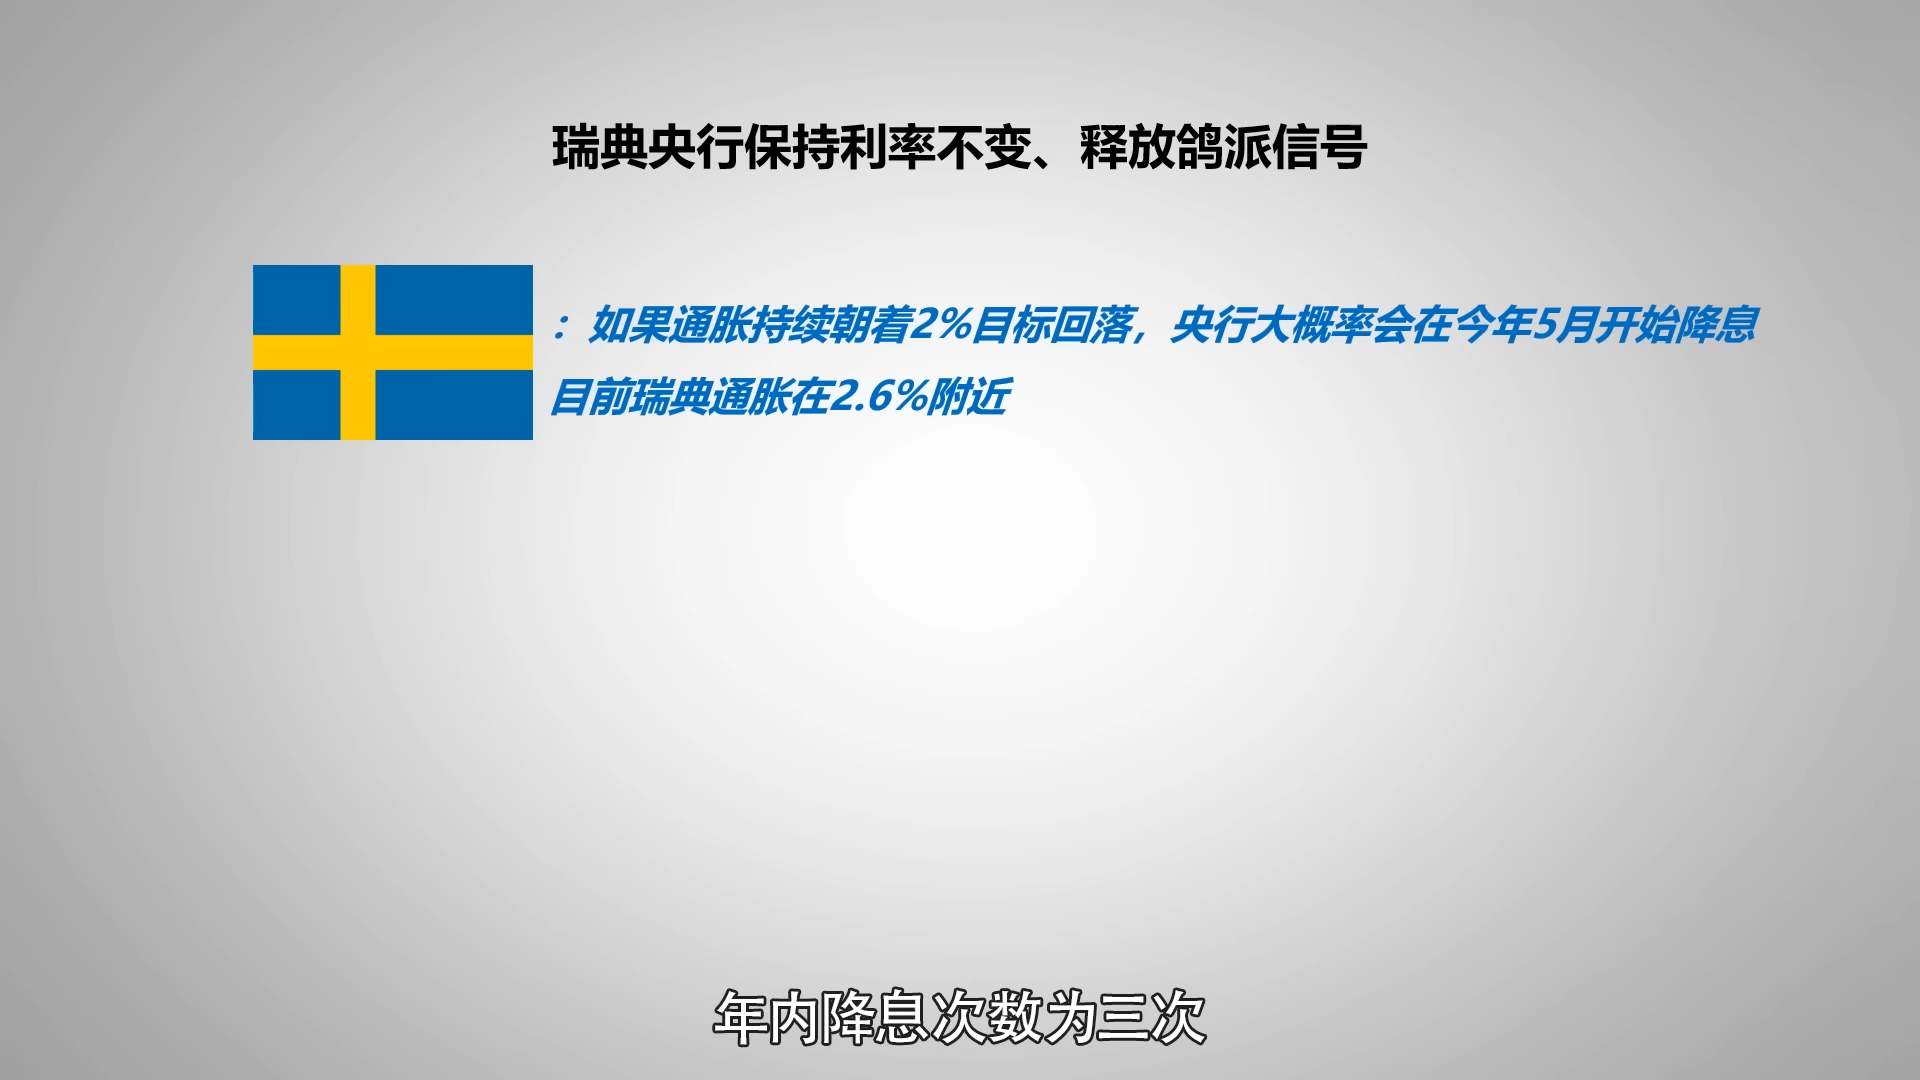 瑞典央行保持利率不变、释放鸽派信号
：如果通胀持续朝着2%目标回落，央行大概率会在今年5月开始降息
目前瑞典通胀在2.6%附近
年内降息次数为三次